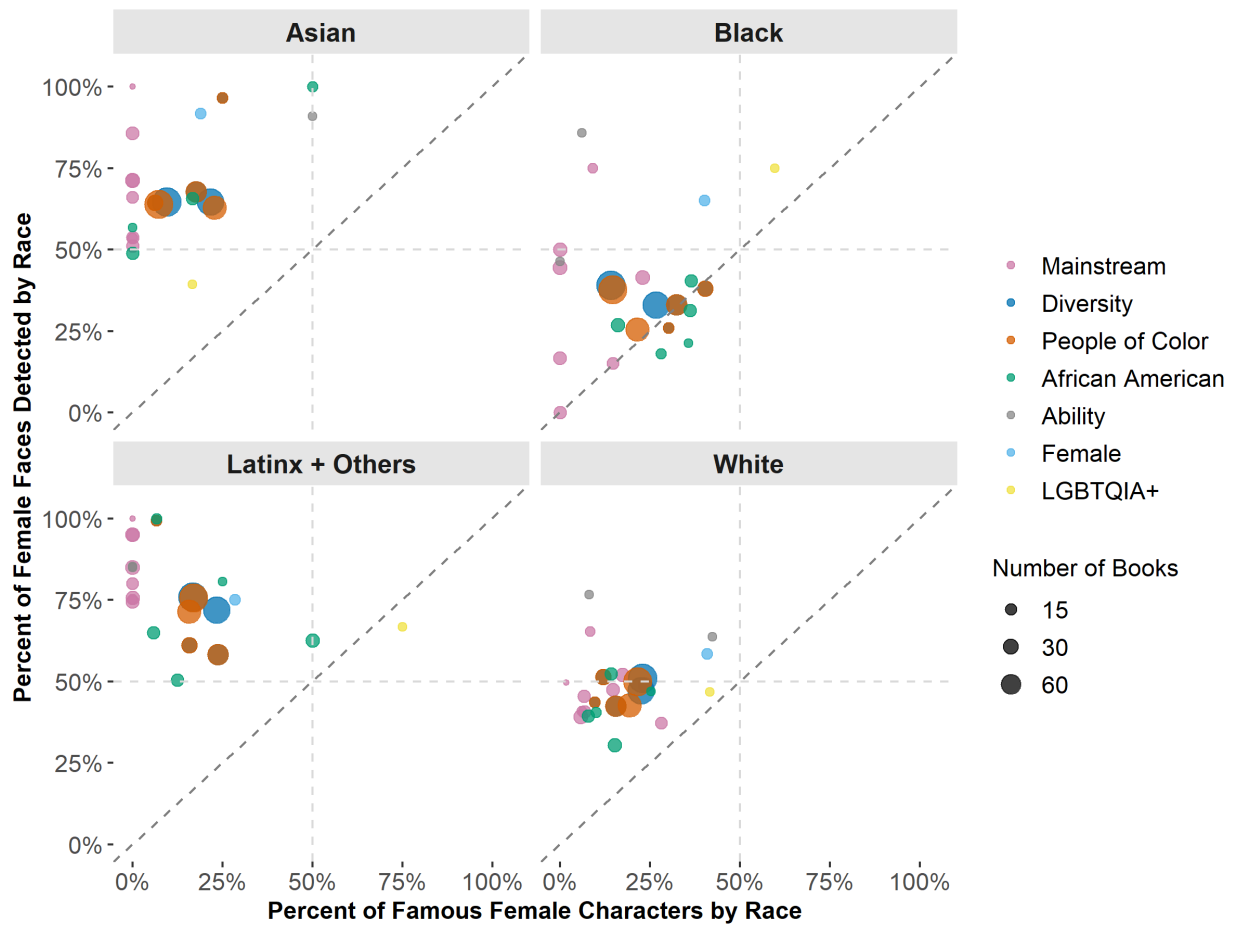 Asian
Black
100%
75%
50%
25%
0%
Latinx + Others
White
100%
75%
50%
25%
0%
0%
25%
50%
75%
100%
0%
25%
50%
75%
100%
Percent of Famous Female Characters by Race
Percent of Female Faces Detected by Race
Mainstream
Diversity
People of Color
African American
Ability
Female
LGBTQIA+
Number of Books
15
30
60